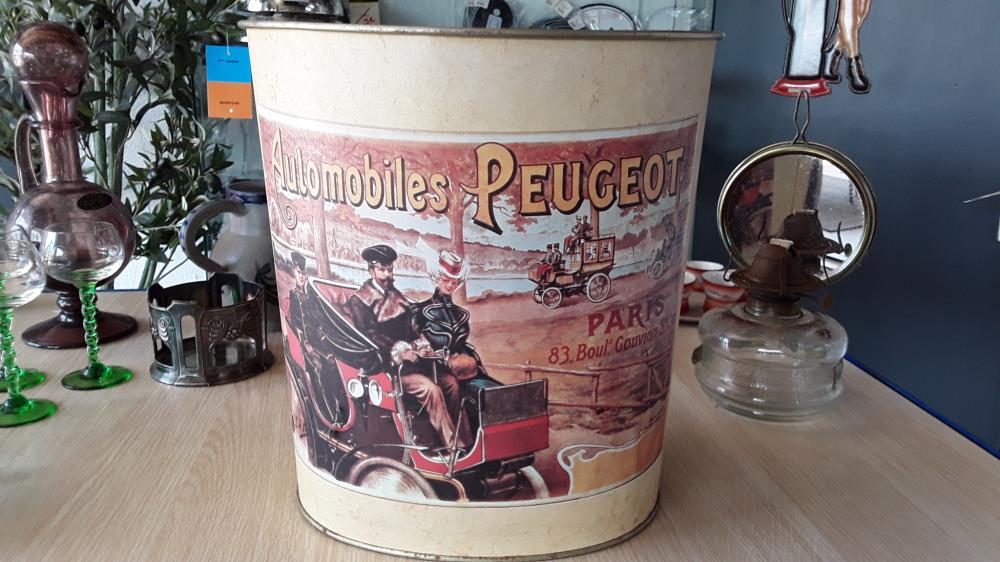 Automobiles PEUGEOT
PARIS
83. Boul.ᵗ Gouvion-S